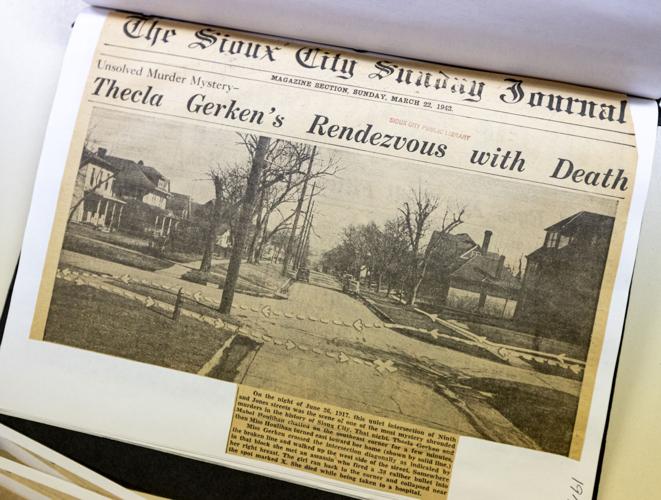 The Sioux City Sunday Journal
MAGAZINE SECTION, SUNDAY, MARCH 22, 1942.
SIOUX CITY PUBLIC LIBRARY
Unsolved Murder Mystery—
Thecla Gerken's Rendezvous with Death
On the night of June 26, 1917, this quiet intersection of Ninth
and Jones streets was the scene of one of the most mystery shrouded
murders in the history of Sioux City. That night, Thecla Gerken and
Mabel Houlihan chatted on the southeast corner for a few minutes,
then Miss Houlihan turned east toward her home (shown by solid line.)
Miss Gerken crossed the intersection diagonally, as indicated by
the broken line and walked up the west side of the street. Somewhere
in that block she met an assassin who fired a .32 caliber bullet into
her right breast. The girl ran back to the corner and collapsed near
the spot marked X. She died while being taken to a hospital.
19